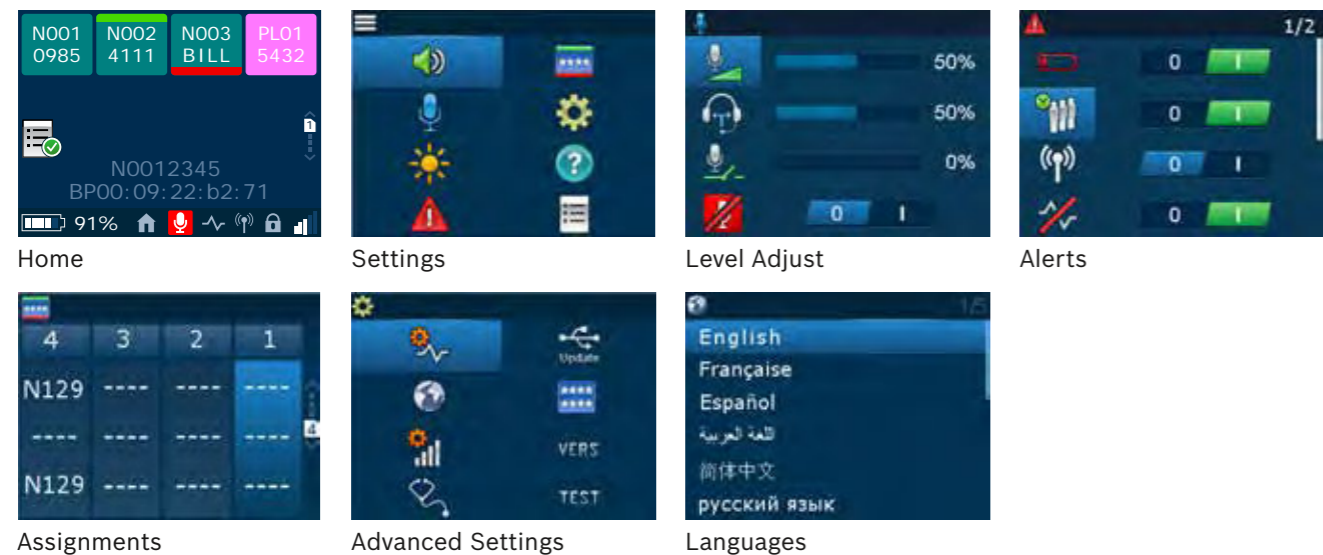 N001 N002 N003 PL01
0985 4111 BILL 5432
1
N0012345
BP00:09:22:b2:71
91%
Home
Settings
50%
50%
0%
0 I
Level Adjust
1/2
0 I
0 I
0 I
0 I
Alerts
4 3 2 1
N129 ---- ---- ----
---- ---- ---- ----
4
N129 ---- ---- ----
Assignments
Update
VERS
TEST
Advanced Settings
1/5
English
Française
Español
اللغة العربية
简体中文
русский язык
Languages